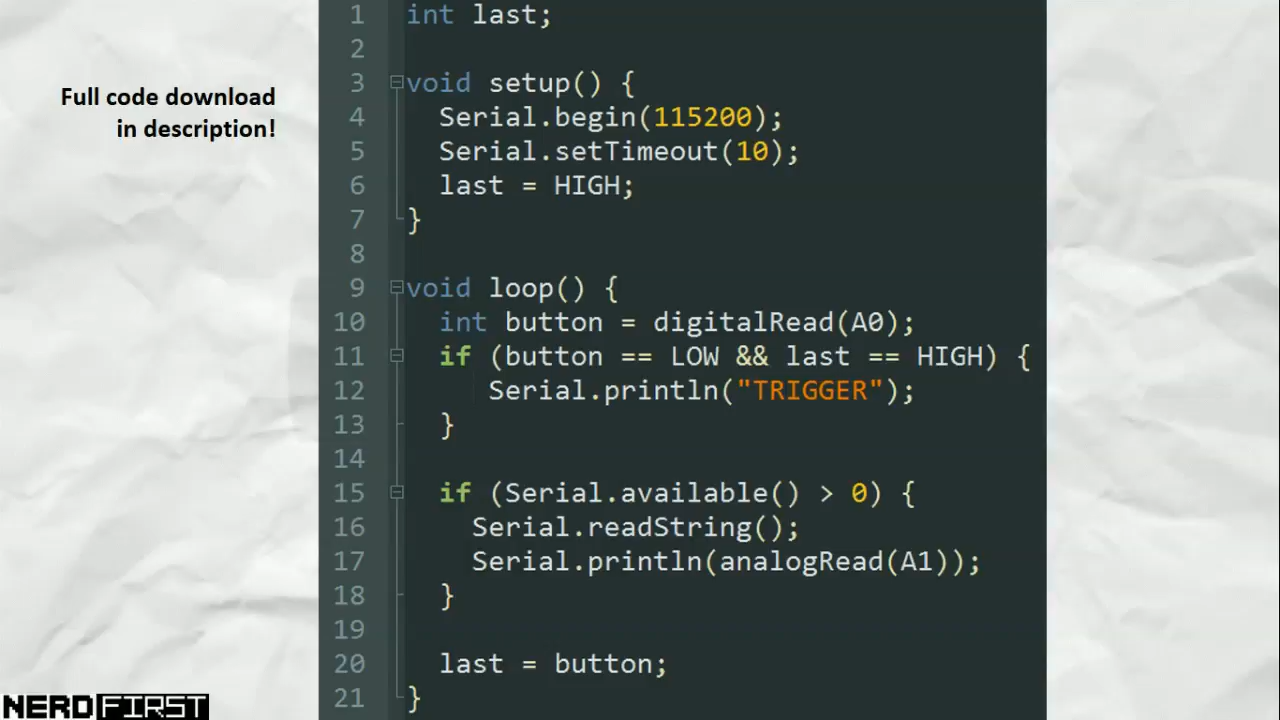 Full code download
in description!
1 int last;
2
3 void setup() {
4 Serial.begin(115200);
5 Serial.setTimeout(10);
6 last = HIGH;
7 }
8
9 void loop() {
10 int button = digitalRead(A0);
11 if (button == LOW && last == HIGH) {
12 Serial.println("TRIGGER");
13 }
14
15 if (Serial.available() > 0) {
16 Serial.readString();
17 Serial.println(analogRead(A1));
18 }
19
20 last = button;
21 }
NERDFIRST